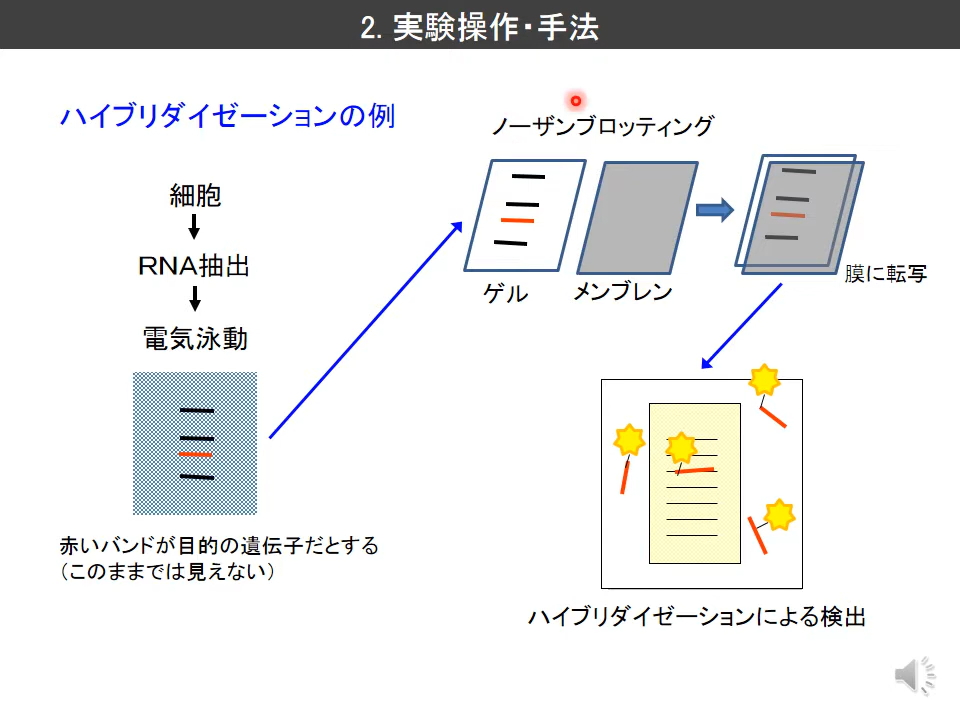 2. 実験操作・手法
ハイブリダイゼーションの例
細胞
RNA抽出
電気泳動
赤いバンドが目的の遺伝子だとする
（このままでは見えない）
ノーザンブロッティング
ゲル
メンブレン
膜に転写
ハイブリダイゼーションによる検出